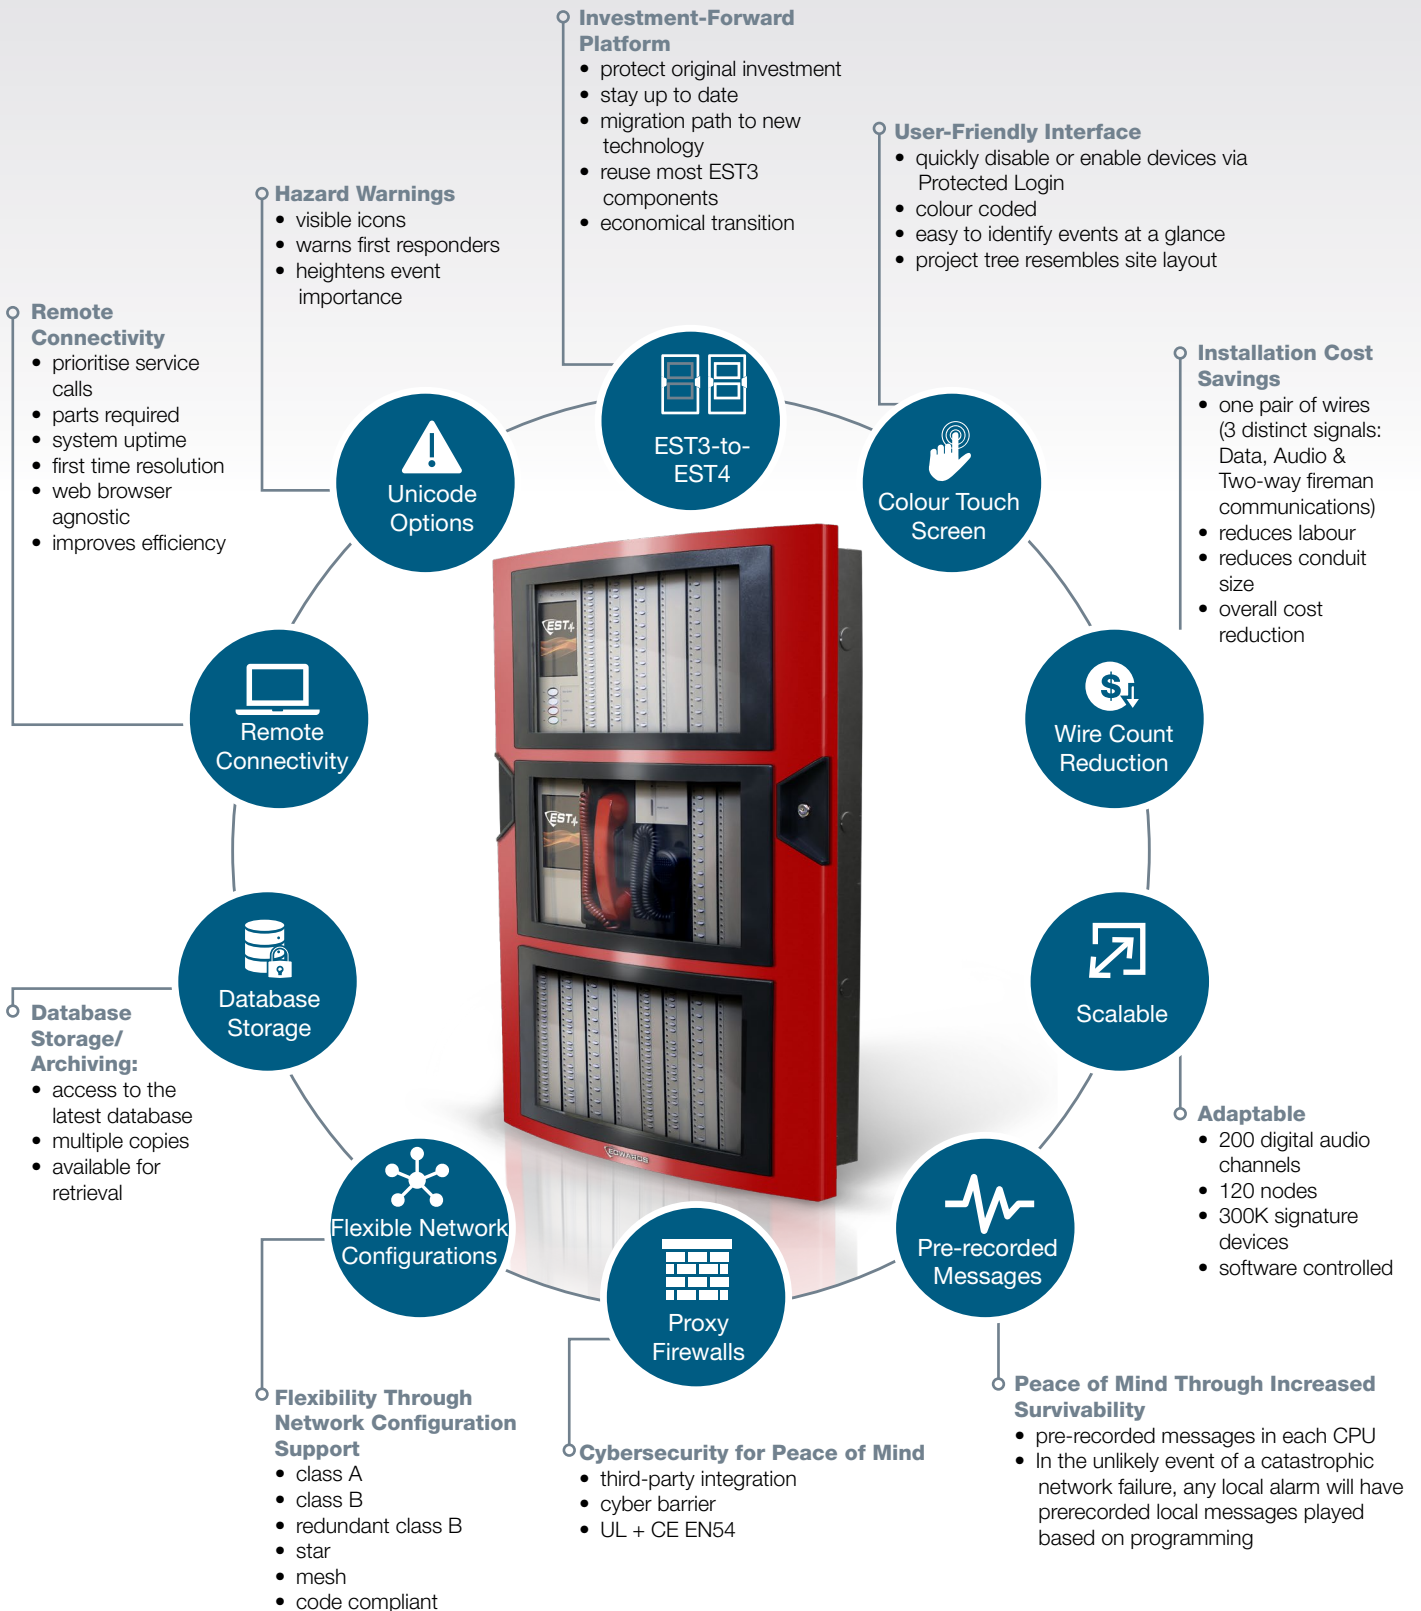 Investment-Forward
Platform
• protect original investment
• stay up to date
• migration path to new
technology
• reuse most EST3
components
• economical transition
User-Friendly Interface
• quickly disable or enable devices via
Protected Login
• colour coded
• easy to identify events at a glance
• project tree resembles site layout
Hazard Warnings
• visible icons
• warns first responders
• heightens event
importance
Remote
Connectivity
• prioritise service
calls
• parts required
• system uptime
• first time resolution
• web browser
agnostic
• improves efficiency
Installation Cost
Savings
• one pair of wires
(3 distinct signals:
Data, Audio &
Two-way fireman
communications)
• reduces labour
• reduces conduit
size
• overall cost
reduction
EST3-to-
EST4
Unicode
Options
Colour Touch
Screen
Remote
Connectivity
$
Wire Count
Reduction
EST4
EST4
EDWARDS
Database
Storage
Scalable
Database
Storage/
Archiving:
• access to the
latest database
• multiple copies
• available for
retrieval
Adaptable
• 200 digital audio
channels
• 120 nodes
• 300K signature
devices
• software controlled
Flexible Network
Configurations
Pre-recorded
Messages
Proxy
Firewalls
Flexibility Through
Network Configuration
Support
• class A
• class B
• redundant class B
• star
• mesh
• code compliant
Cybersecurity for Peace of Mind
• third-party integration
• cyber barrier
• UL + CE EN54
Peace of Mind Through Increased
Survivability
• pre-recorded messages in each CPU
• In the unlikely event of a catastrophic
network failure, any local alarm will have
prerecorded local messages played
based on programming